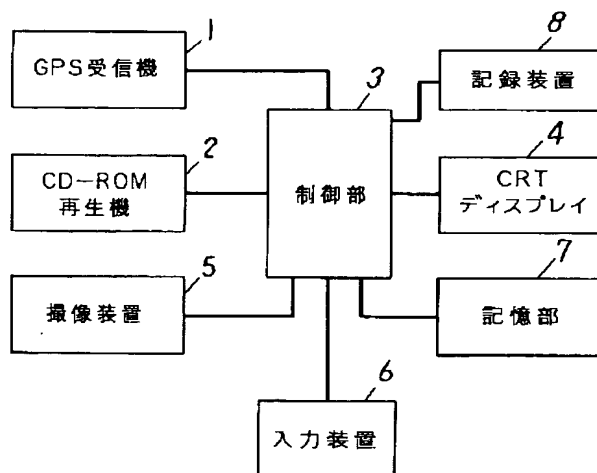 1
GPS受信機
8
記録装置
3
制御部
2
CD-ROM
再生機
4
CRT
ディスプレイ
5
撮像装置
7
記憶部
6
入力装置